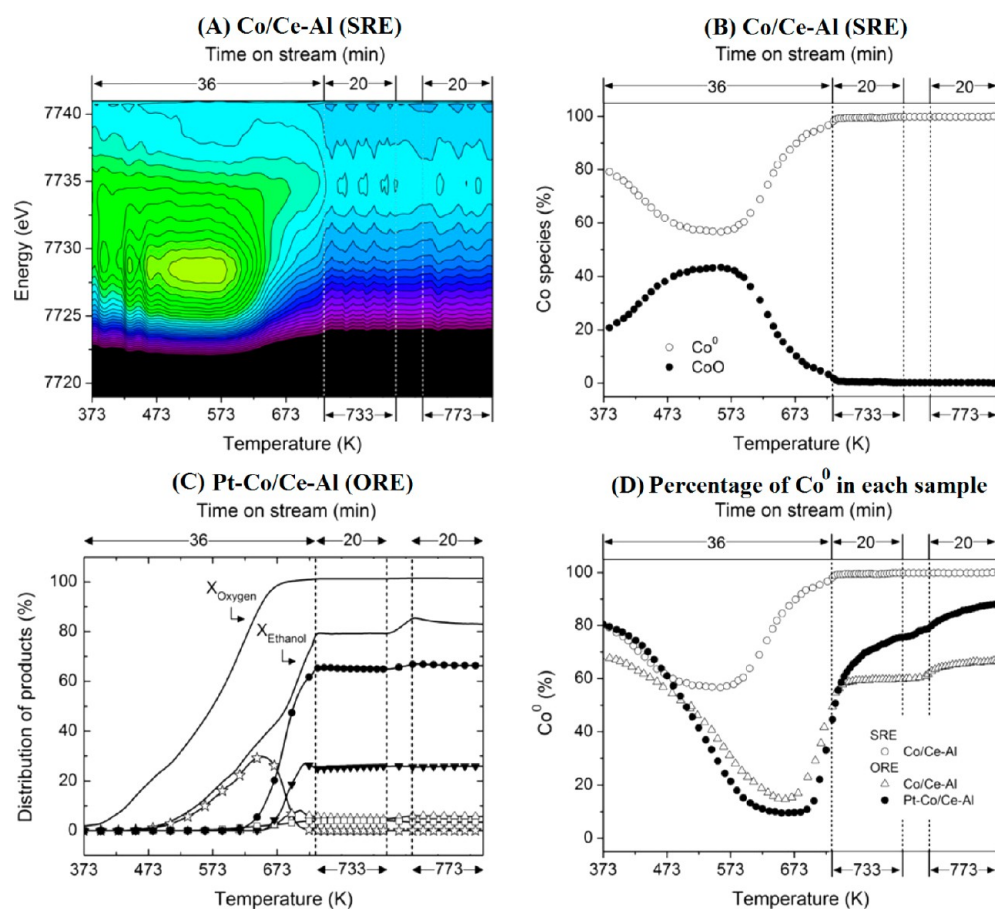 (A) Co/Ce-Al (SRE)
Time on stream (min)
36 20 20
7740
7735
7730
7725
7720
Energy (eV)
373 473 573 673 733 773
Temperature (K)
(B) Co/Ce-Al (SRE)
Time on stream (min)
36 20 20
100
80
60
40
20
0
Co species (%)
Co⁰
CoO
373 473 573 673 733 773
Temperature (K)
(C) Pt-Co/Ce-Al (ORE)
Time on stream (min)
36 20 20
100
80
60
40
20
0
Distribution of products (%)
X Oxygen
X Ethanol
373 473 573 673 733 773
Temperature (K)
(D) Percentage of Co⁰ in each sample
Time on stream (min)
36 20 20
100
80
60
40
20
0
Co⁰ (%)
SRE
Co/Ce-Al
ORE
Co/Ce-Al
Pt-Co/Ce-Al
373 473 573 673 733 773
Temperature (K)